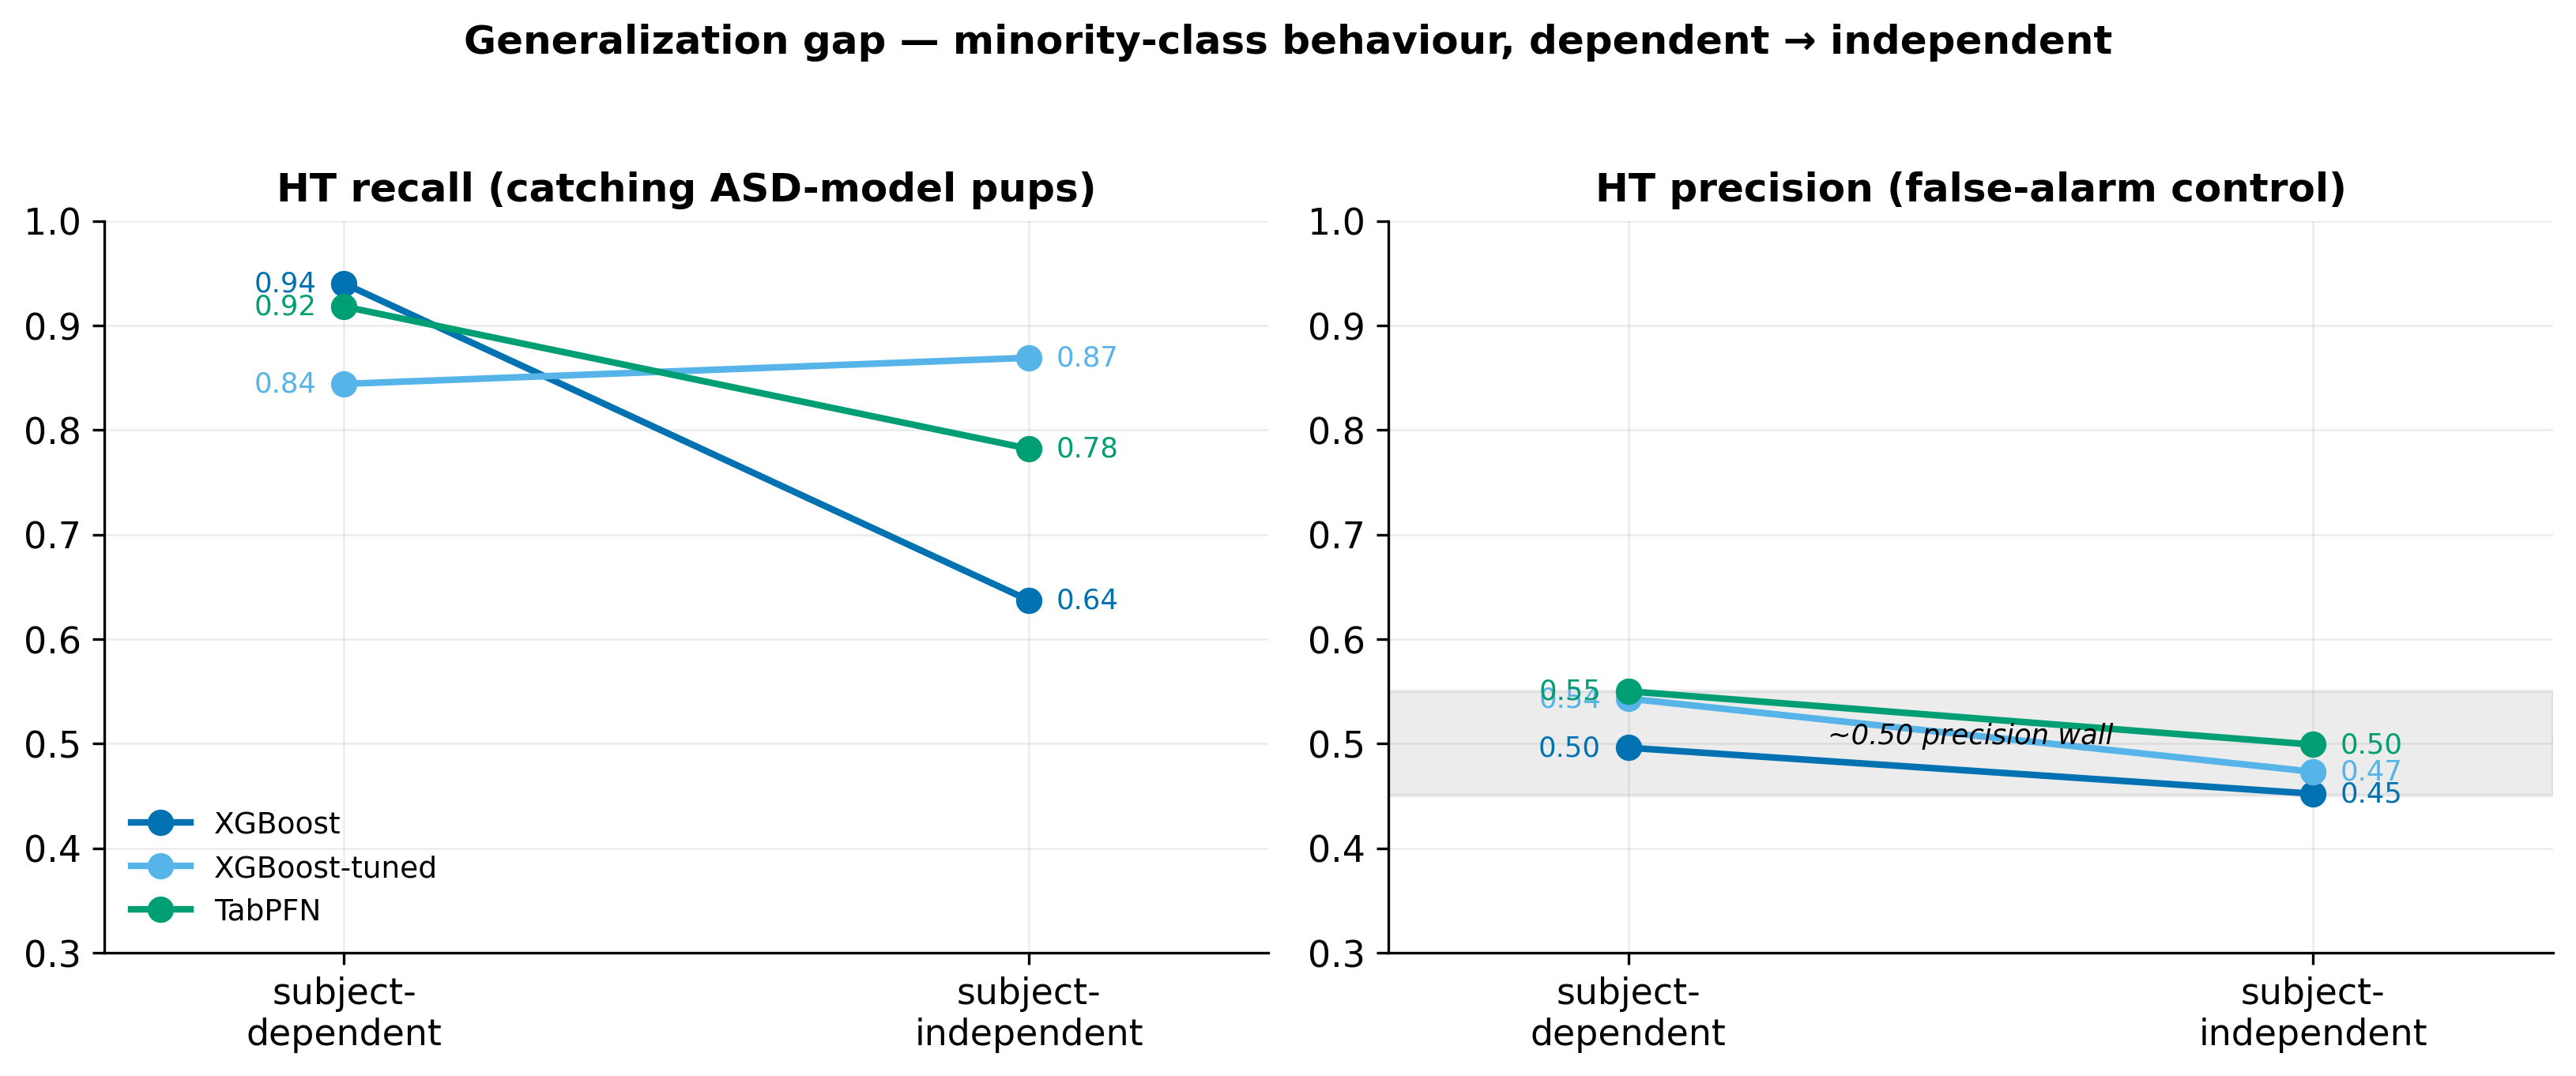 Generalization gap — minority-class behaviour, dependent → independent
HT recall (catching ASD-model pups)
1.0
0.9
0.8
0.7
0.6
0.5
0.4
0.3
0.94
0.92
0.84
0.87
0.78
0.64
XGBoost
XGBoost-tuned
TabPFN
subject-
dependent
subject-
independent
HT precision (false-alarm control)
1.0
0.9
0.8
0.7
0.6
0.5
0.4
0.3
0.55
0.54
0.50
~0.50 precision wall
0.50
0.47
0.45
subject-
dependent
subject-
independent